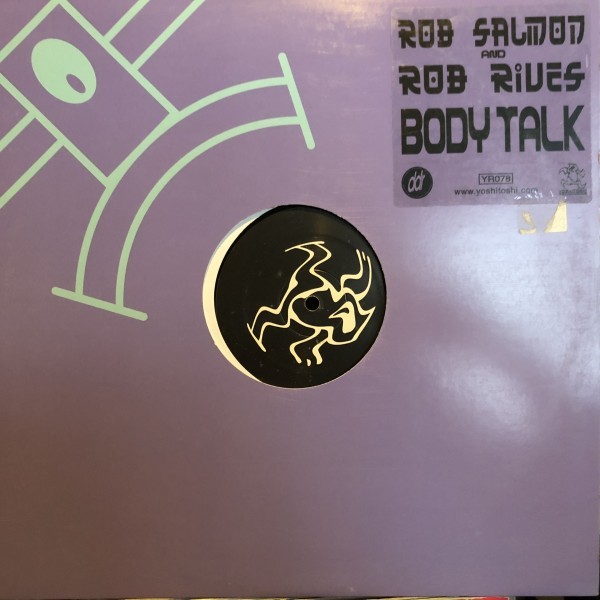 ROB SALMON
AND
ROB RIVES
BODY TALK
ddr
YR078
www.yoshitoshi.com